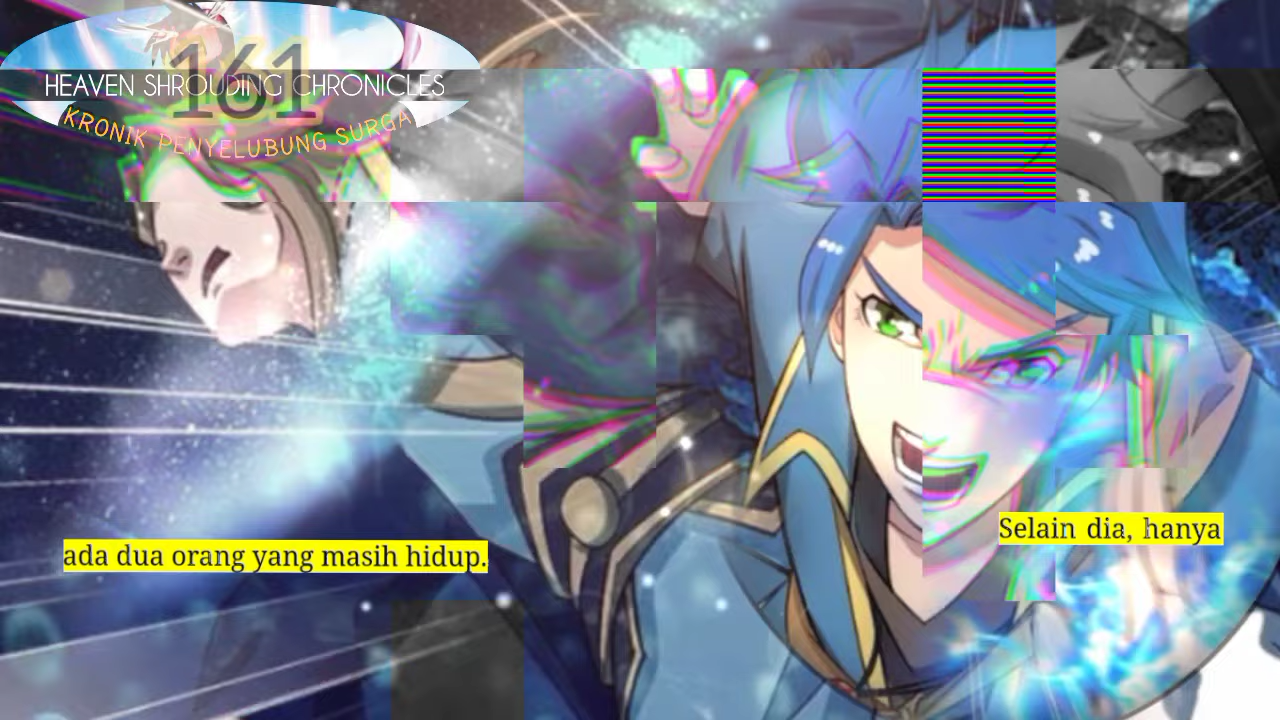 161
HEAVEN SHROUDING CHRONICLES
KRONIK PENYELUBUNG SURGA
Selain dia, hanya
ada dua orang yang masih hidup.